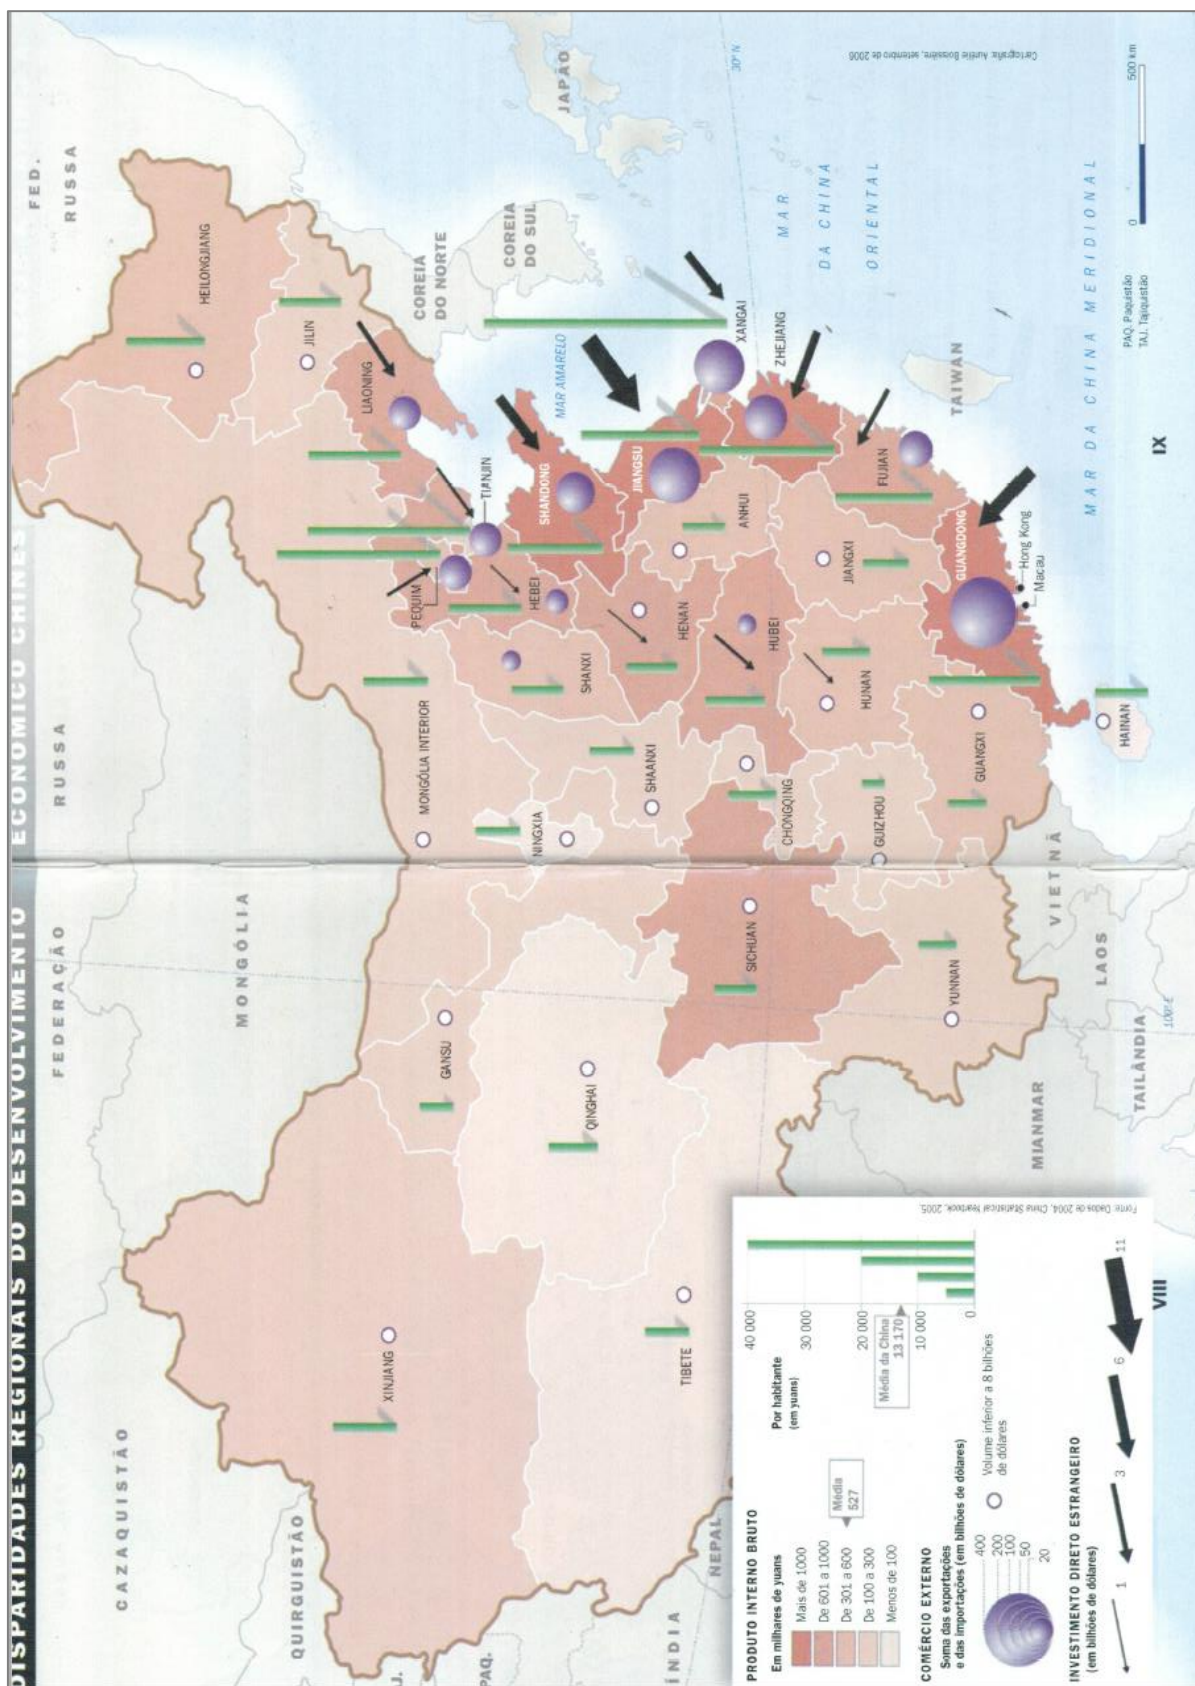 DISPARIDADES REGIONAIS DO DESENVOLVIMENTO ECONÔMICO CHINES
FEDERAÇÃO
RUSSA
FED.
RUSSA
CAZAQUISTÃO
MONGÓLIA
QUIRGUISTÃO
J.
PAQ.
ÍNDIA
NEPAL
MIANMAR
TAILÂNDIA
LAOS
VIETNÃ
COREIA
DO NORTE
COREIA
DO SUL
JAPÃO
TAIWAN
HEILONGJIANG
JILIN
LIAONING
MONGÓLIA INTERIOR
XINJIANG
GANSU
NINGXIA
PEQUIM
TIANJIN
HEBEI
SHANXI
SHANDONG
QINGHAI
SHAANXI
HENAN
JIANGSU
TIBETE
SICHUAN
CHONGQING
HUBEI
ANHUI
XANGAI
ZHEJIANG
GUIZHOU
HUNAN
JIANGXI
FUJIAN
YUNNAN
GUANGXI
GUANGDONG
Hong Kong
Macau
HAINAN
MAR AMARELO
MAR
DA CHINA
ORIENTAL
MAR DA CHINA MERIDIONAL
30º N
100º E
Cartografia: Aurélie Boissière, setembro de 2006
PRODUTO INTERNO BRUTO
Em milhares de yuans
Mais de 1000
De 601 a 1000
De 301 a 600
De 100 a 300
Menos de 100
Média
527
Por habitante
(em yuans)
40 000
30 000
20 000
10 000
0
Média da China
13 170
COMÉRCIO EXTERNO
Soma das exportações
e das importações (em bilhões de dólares)
400
200
100
50
20
Volume inferior a 8 bilhões
de dólares
INVESTIMENTO DIRETO ESTRANGEIRO
(em bilhões de dólares)
1 3 6 11
Fonte: Dados de 2004, China Statistical Yearbook, 2005.
PAQ. Paquistão
TAJ. Tajiquistão
0 500 km
VIII
IX